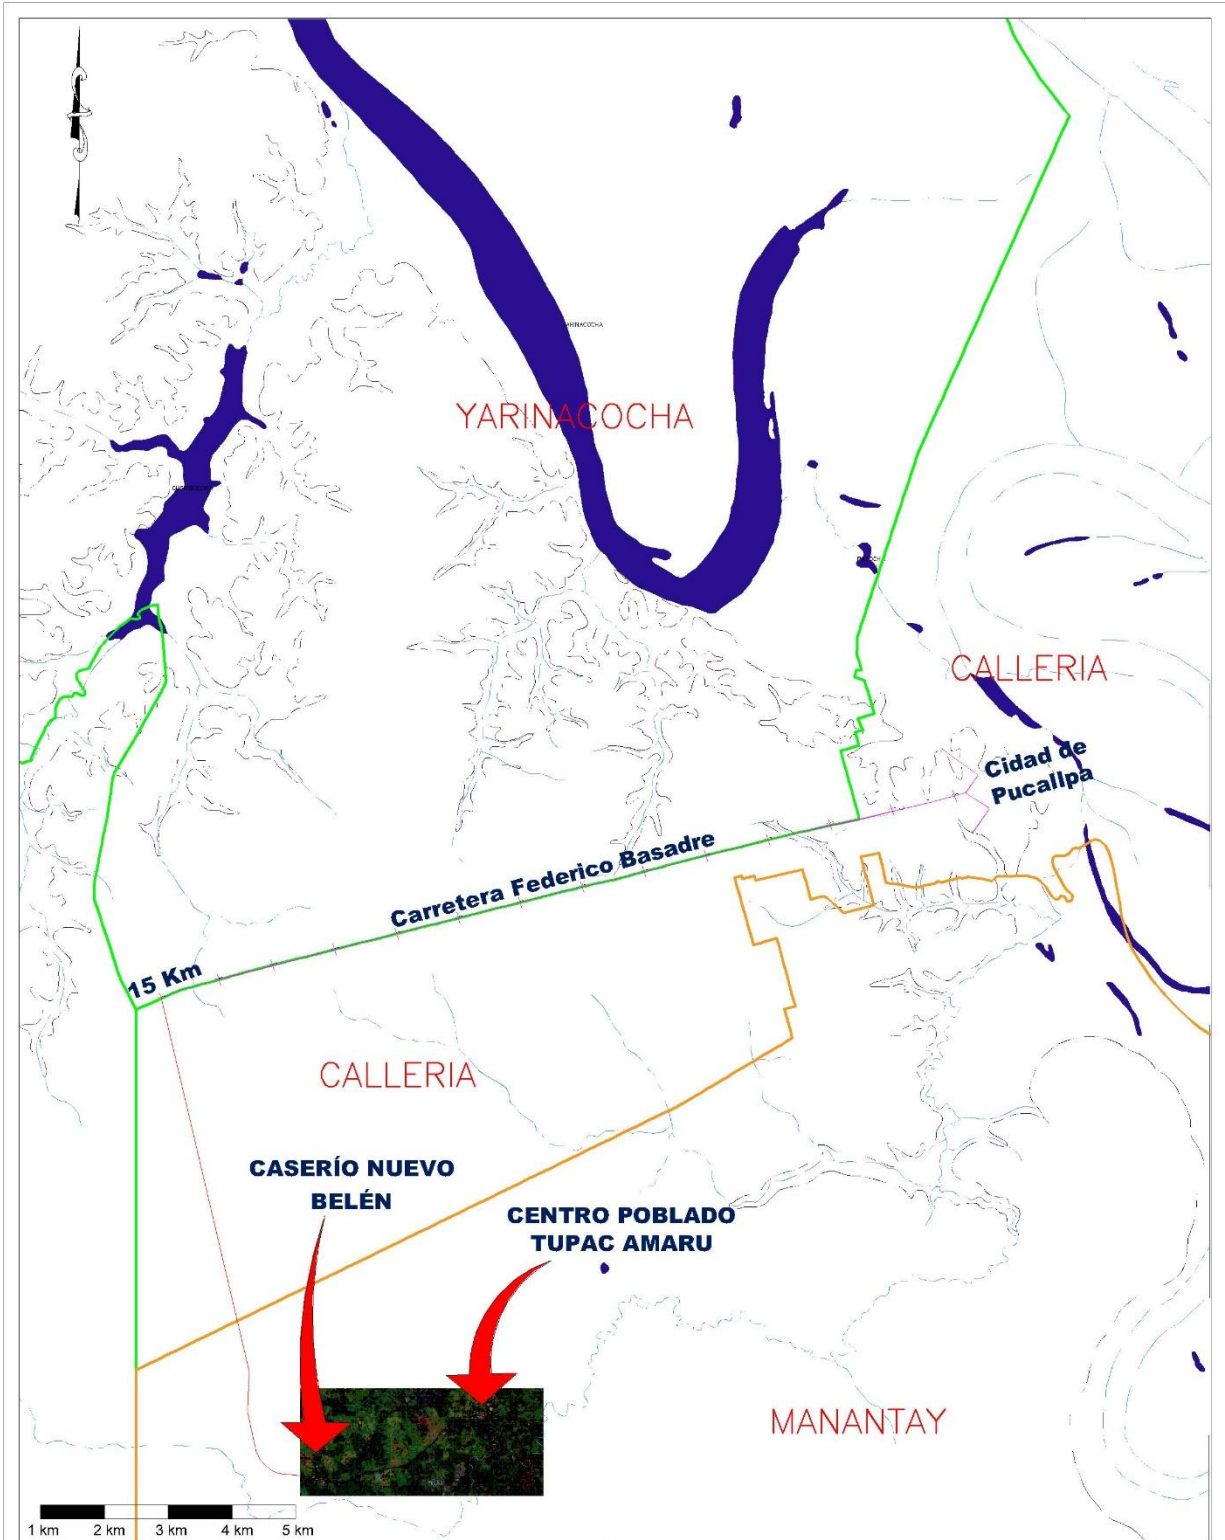 YARINACOCHA
CALLERIA
Cidad de
Pucallpa
Carretera Federico Basadre
15 Km
CALLERIA
CASERÍO NUEVO
BELÉN
CENTRO POBLADO
TUPAC AMARU
MANANTAY
1 km 2 km 3 km 4 km 5 km